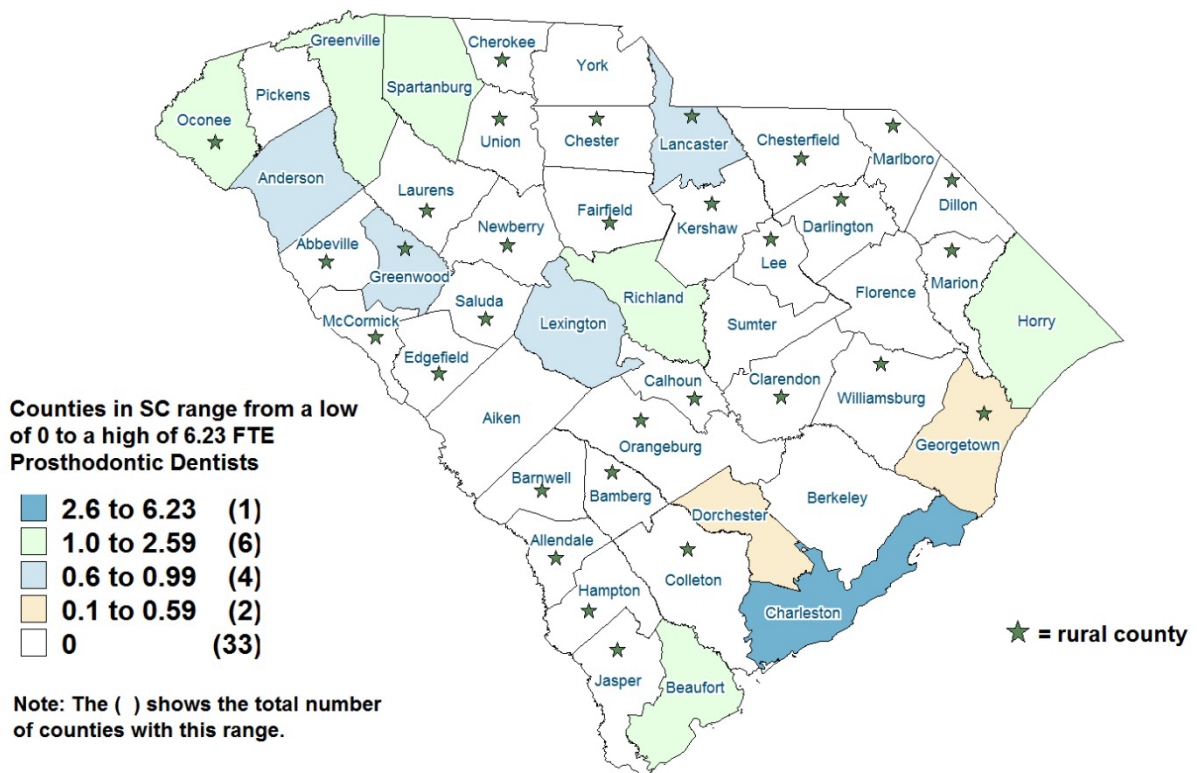 Greenville
Cherokee
York
Spartanburg
Pickens
Oconee
Union
Chester
Lancaster
Chesterfield
Marlboro
Anderson
Laurens
Dillon
Fairfield
Kershaw
Darlington
Newberry
Abbeville
Lee
Greenwood
Marion
Florence
Saluda
Richland
McCormick
Lexington
Sumter
Horry
Edgefield
Calhoun
Clarendon
Williamsburg
Aiken
Orangeburg
Georgetown
Barnwell
Bamberg
Berkeley
Dorchester
Allendale
Colleton
Hampton
Charleston
Jasper
Beaufort
Counties in SC range from a low
of 0 to a high of 6.23 FTE
Prosthodontic Dentists
2.6 to 6.23 (1)
1.0 to 2.59 (6)
0.6 to 0.99 (4)
0.1 to 0.59 (2)
0 (33)
Note: The ( ) shows the total number
of counties with this range.
= rural county